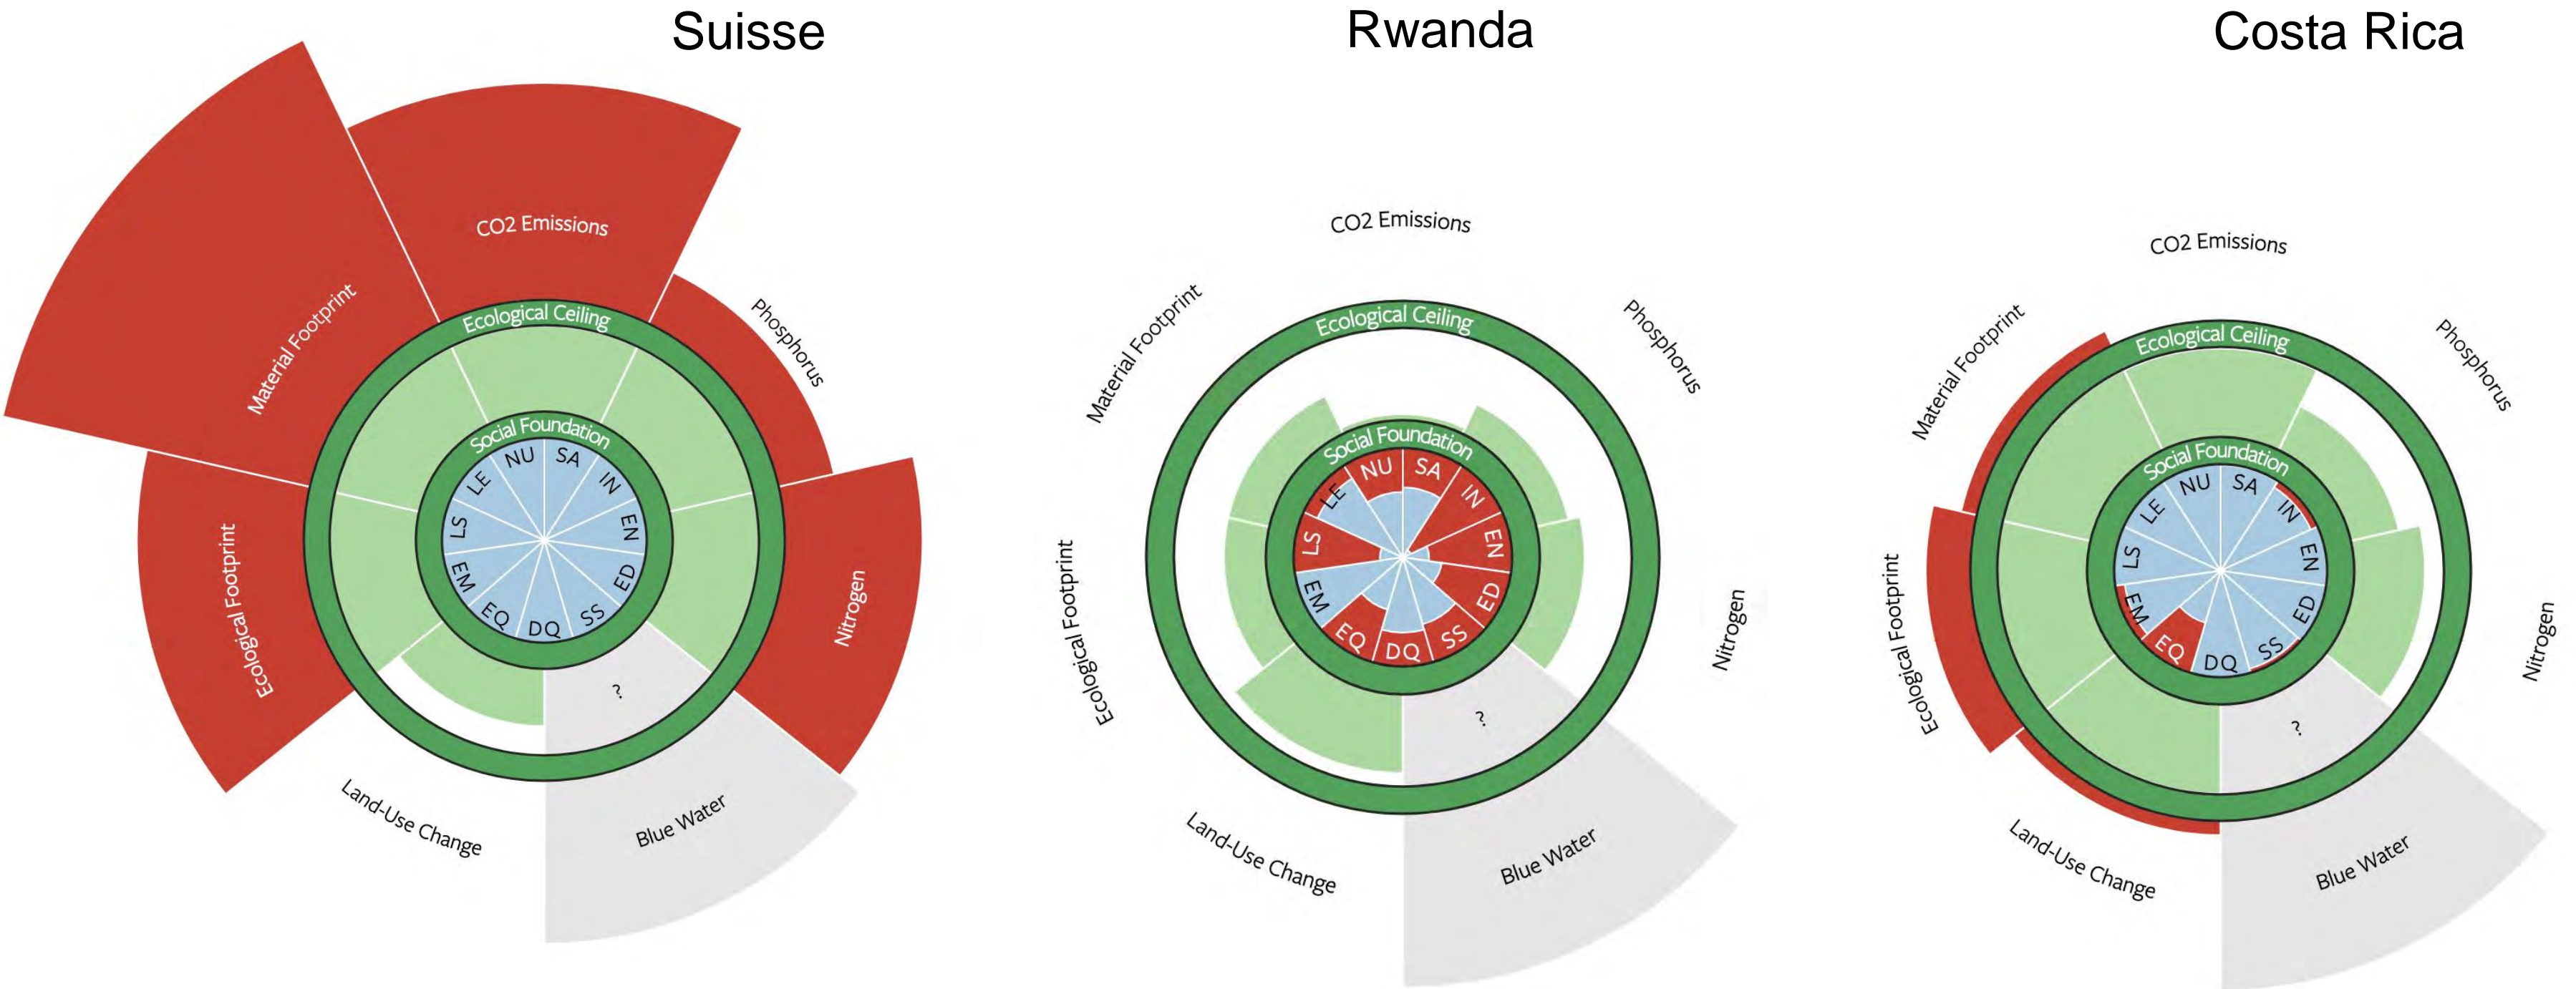 Suisse
CO2 Emissions
Phosphorus
Material Footprint
Ecological Ceiling
Social Foundation
NU
SA
LE
IN
LS
EN
EM
ED
EQ
DQ
SS
Nitrogen
Ecological Footprint
?
Land-Use Change
Blue Water
Rwanda
CO2 Emissions
Material Footprint
Phosphorus
Ecological Ceiling
Social Foundation
NU
SA
LE
IN
LS
EN
EM
ED
EQ
DQ
SS
Nitrogen
Ecological Footprint
?
Land-Use Change
Blue Water
Costa Rica
CO2 Emissions
Material Footprint
Phosphorus
Ecological Ceiling
Social Foundation
NU
SA
LE
IN
LS
EN
EM
ED
EQ
DQ
SS
Nitrogen
Ecological Footprint
?
Land-Use Change
Blue Water